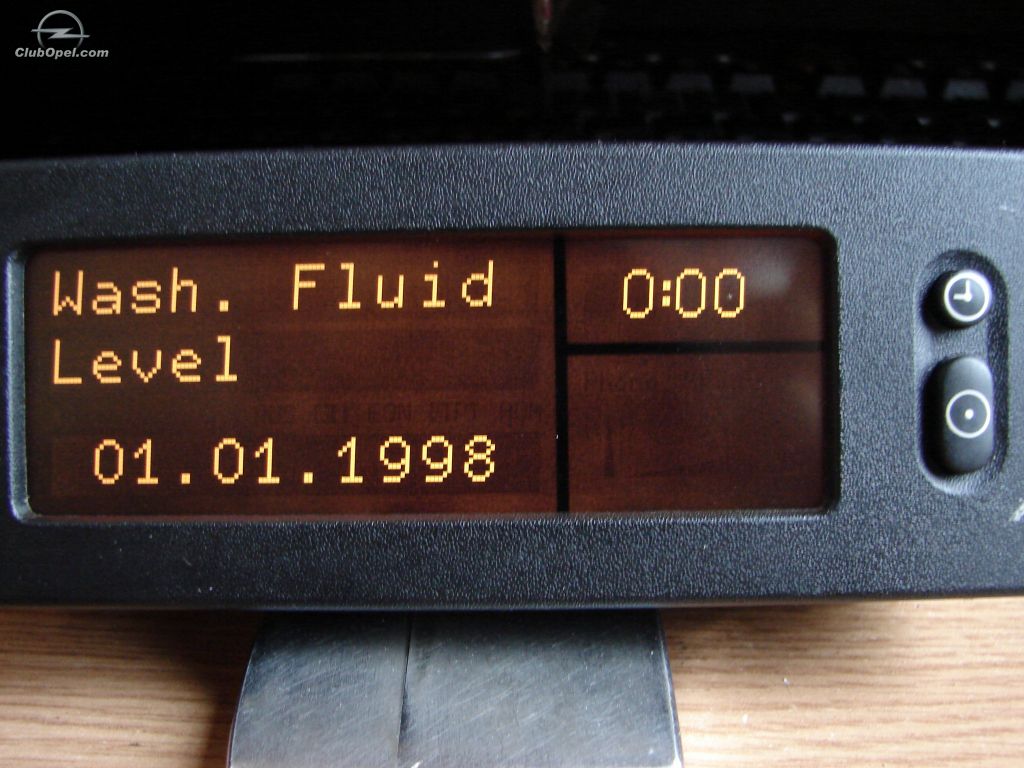 ClubOpel.com
Wash. Fluid
Level
0:00
01.01.1998